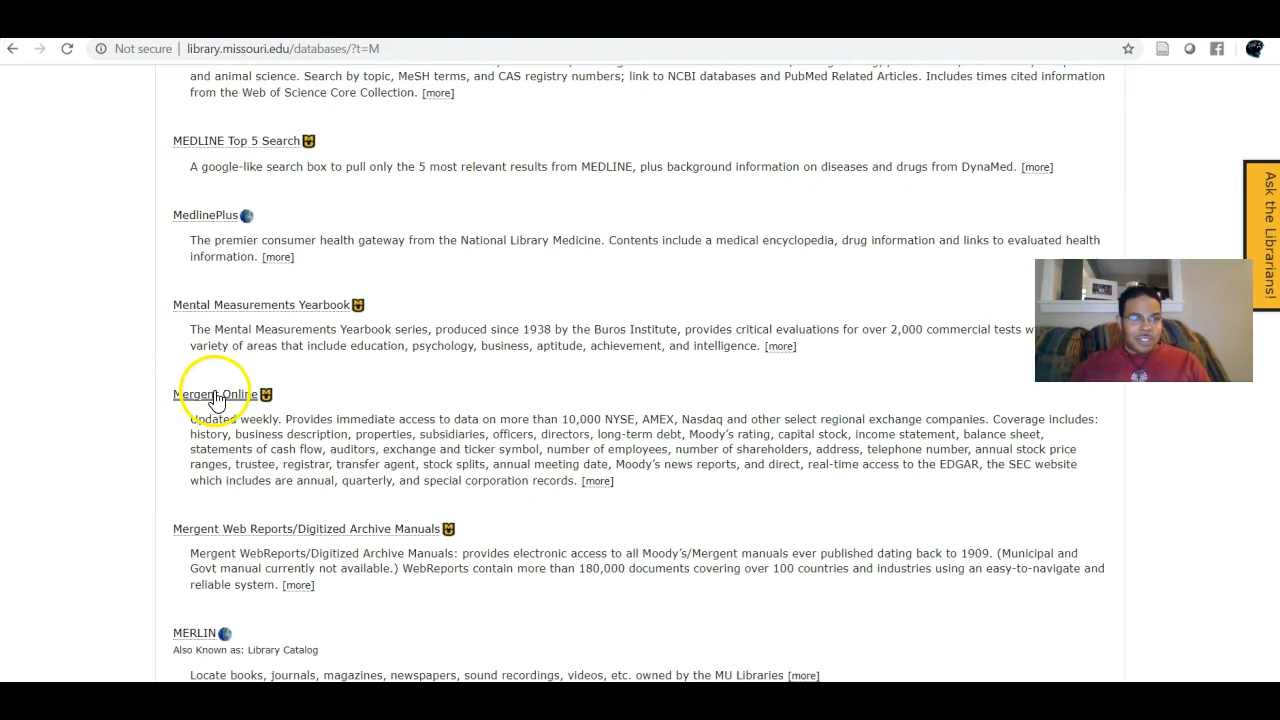 Not secure library.missouri.edu/databases/?t=M
and animal science. Search by topic, MeSH terms, and CAS registry numbers; link to NCBI databases and PubMed Related Articles. Includes times cited information
from the Web of Science Core Collection. [more]
MEDLINE Top 5 Search
A google-like search box to pull only the 5 most relevant results from MEDLINE, plus background information on diseases and drugs from DynaMed. [more]
Ask the Librarians!
MedlinePlus
The premier consumer health gateway from the National Library Medicine. Contents include a medical encyclopedia, drug information and links to evaluated health
information. [more]
Mental Measurements Yearbook
The Mental Measurements Yearbook series, produced since 1938 by the Buros Institute, provides critical evaluations for over 2,000 commercial tests
variety of areas that include education, psychology, business, aptitude, achievement, and intelligence. [more]
Mergent Online
Updated weekly. Provides immediate access to data on more than 10,000 NYSE, AMEX, Nasdaq and other select regional exchange companies. Coverage includes:
history, business description, properties, subsidiaries, officers, directors, long-term debt, Moody's rating, capital stock, income statement, balance sheet,
statements of cash flow, auditors, exchange and ticker symbol, number of employees, number of shareholders, address, telephone number, annual stock price
ranges, trustee, registrar, transfer agent, stock splits, annual meeting date, Moody's news reports, and direct, real-time access to the EDGAR, the SEC website
which includes are annual, quarterly, and special corporation records. [more]
Mergent Web Reports/Digitized Archive Manuals
Mergent WebReports/Digitized Archive Manuals: provides electronic access to all Moody's/Mergent manuals ever published dating back to 1909. (Municipal and
Govt manual currently not available.) WebReports contain more than 180,000 documents covering over 100 countries and industries using an easy-to-navigate and
reliable system. [more]
MERLIN
Also Known as: Library Catalog
Locate books, journals, magazines, newspapers, sound recordings, videos, etc. owned by the MU Libraries [more]